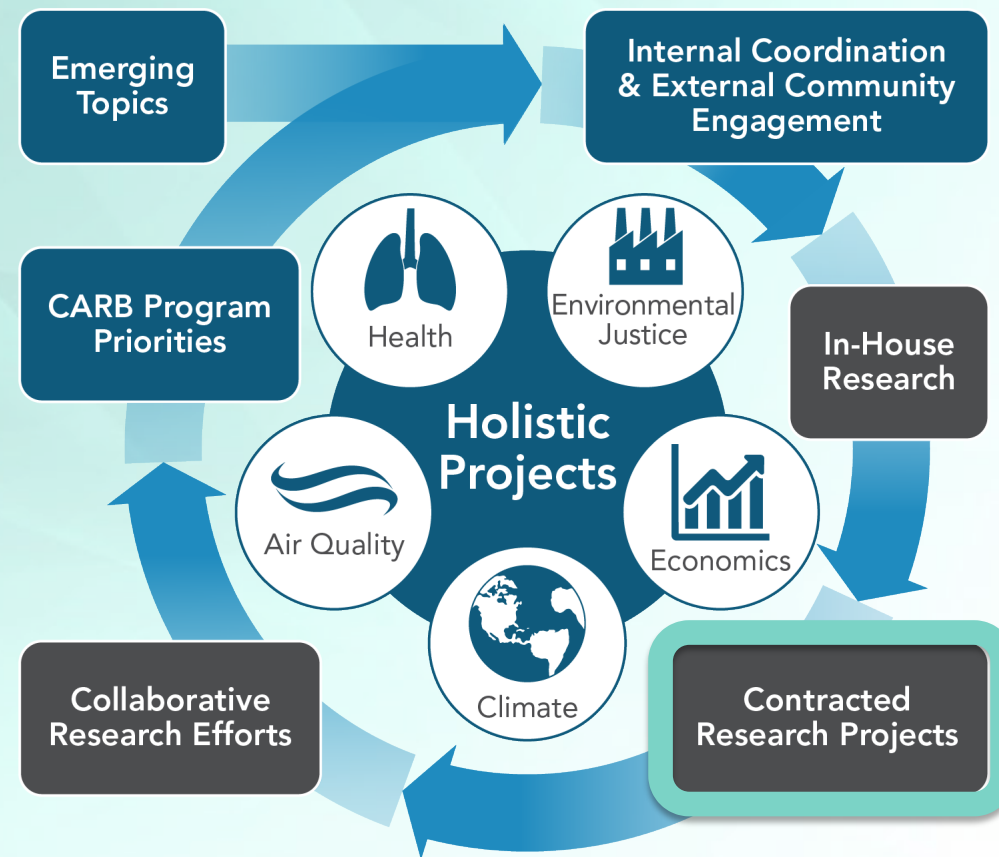 Emerging
Topics
Internal Coordination
& External Community
Engagement
CARB Program
Priorities
Health
Environmental
Justice
In-House
Research
Holistic
Projects
Air Quality
Economics
Climate
Collaborative
Research Efforts
Contracted
Research Projects